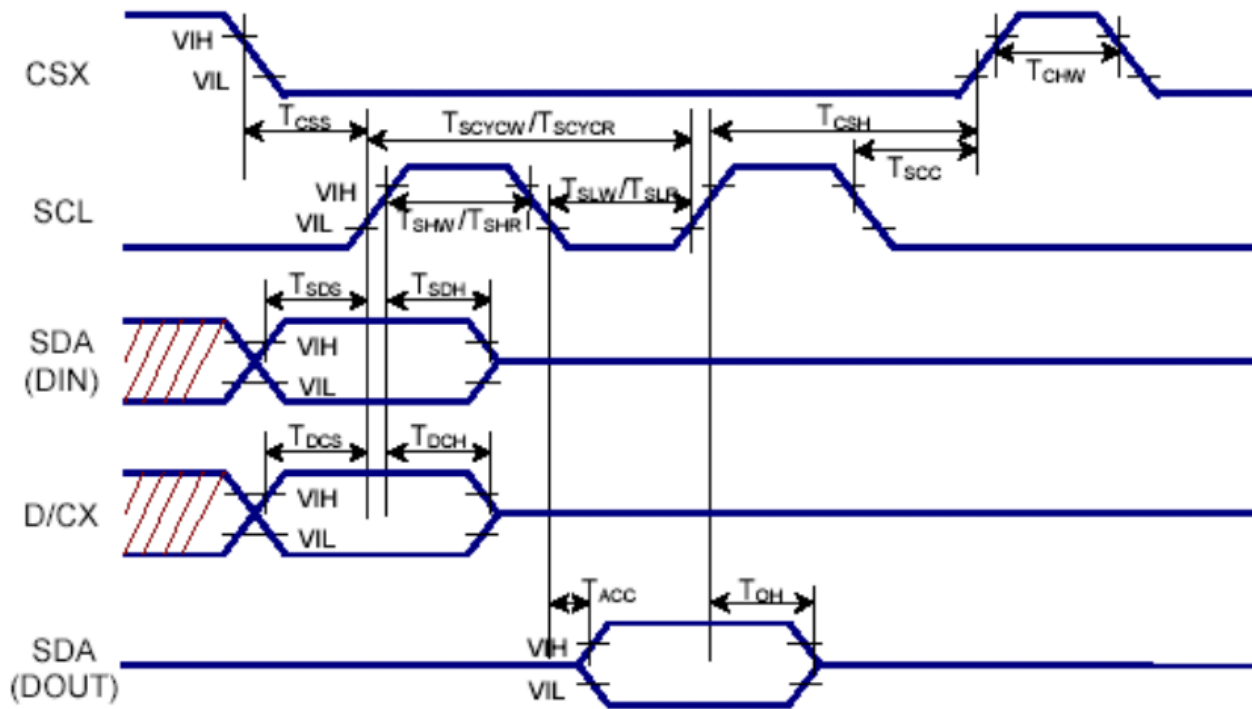 CSX
VIH
VIL
TCHW
TCSS
TSCYCW/TSCYCR
TCSH
TSCC
SCL
VIH
VIL
TSHW/TSHR
TSLW/TSLR
TSDS
TSDH
SDA
(DIN)
VIH
VIL
TDCS
TDCH
D/CX
VIH
VIL
TACC
TOH
SDA
(DOUT)
VIH
VIL